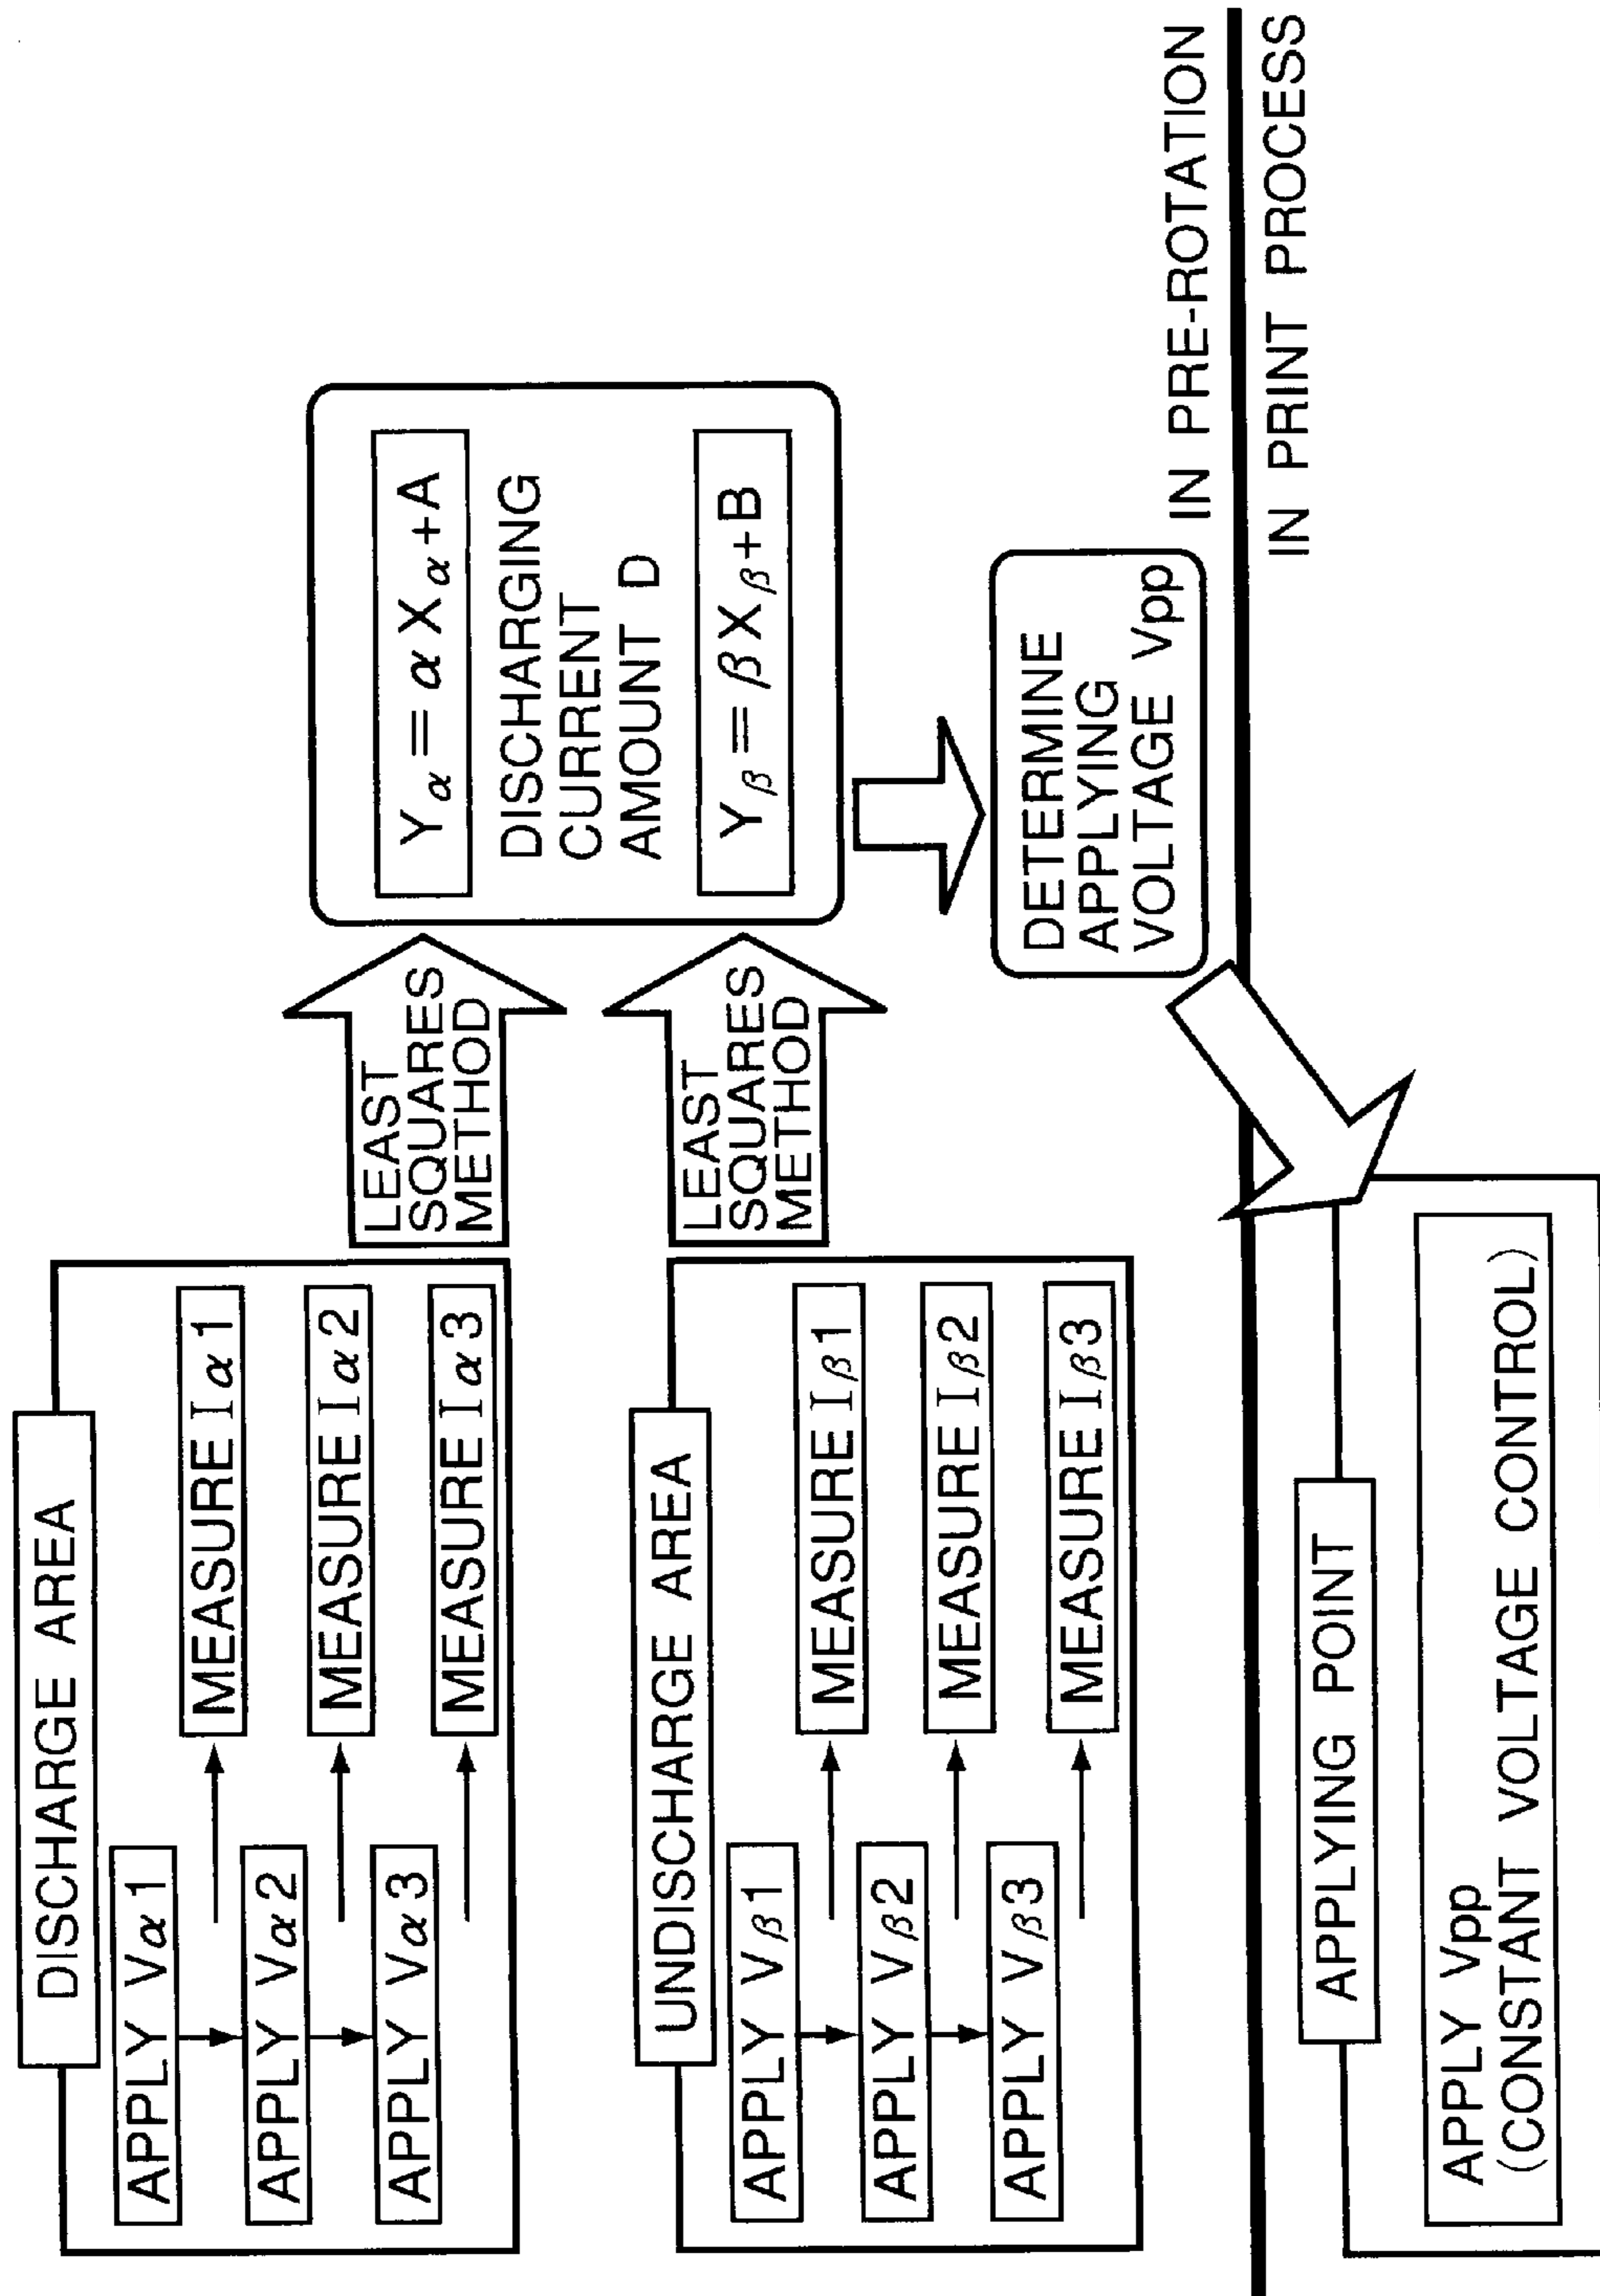 DISCHARGE AREA
APPLY Vα1
MEASURE Iα1
APPLY Vα2
MEASURE Iα2
APPLY Vα3
MEASURE Iα3
LEAST
SQUARES
METHOD
UNDISCHARGE AREA
APPLY Vβ1
MEASURE Iβ1
APPLY Vβ2
MEASURE Iβ2
APPLY Vβ3
MEASURE Iβ3
LEAST
SQUARES
METHOD
Yα = αXα+A
DISCHARGING
CURRENT
AMOUNT D
Yβ = βXβ+B
DETERMINE
APPLYING
VOLTAGE Vpp
IN PRE-ROTATION
IN PRINT PROCESS
APPLYING POINT
APPLY Vpp
(CONSTANT VOLTAGE CONTROL)